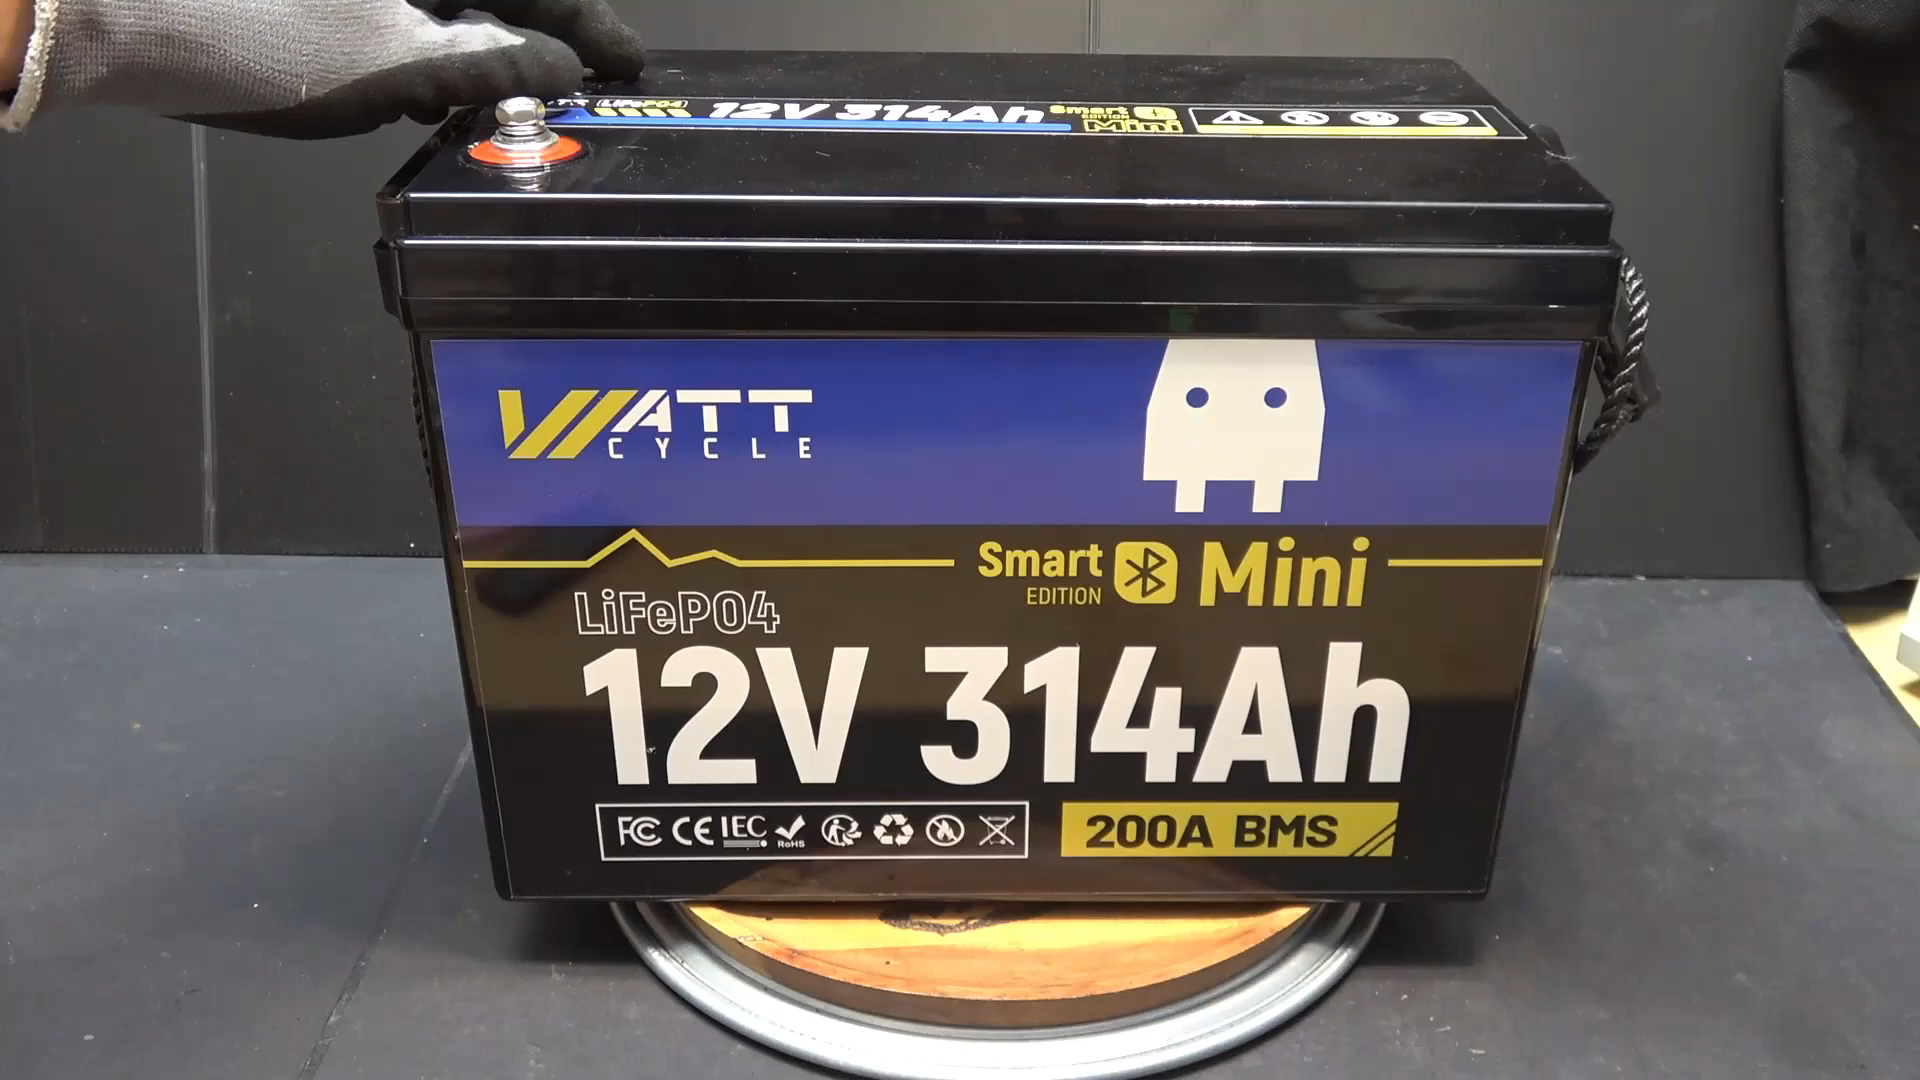 (LiFePO4)
12V 314Ah Smart
EDITION
Mini
WATT
CYCLE
Smart
EDITION
Mini
LiFePO4
12V 314Ah
FC CE IEC RoHS
200A BMS